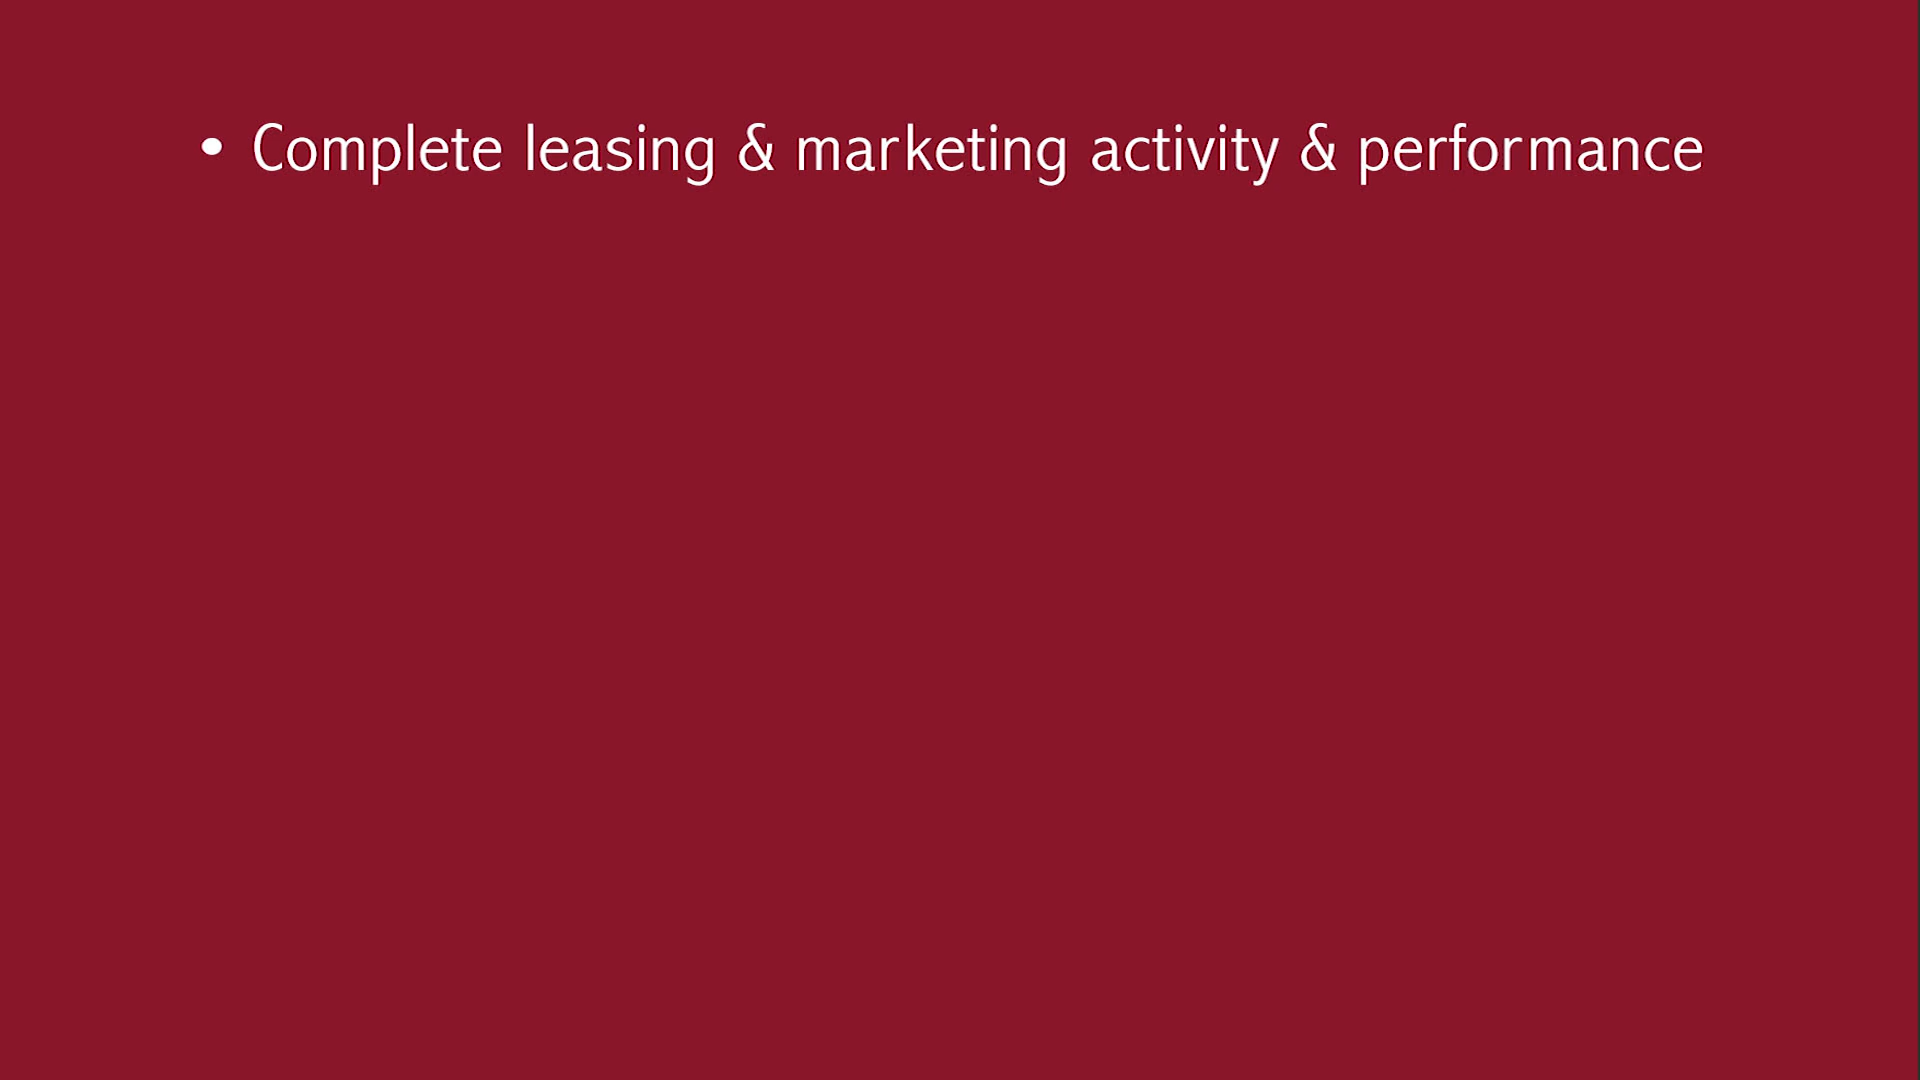 • Complete leasing & marketing activity & performance